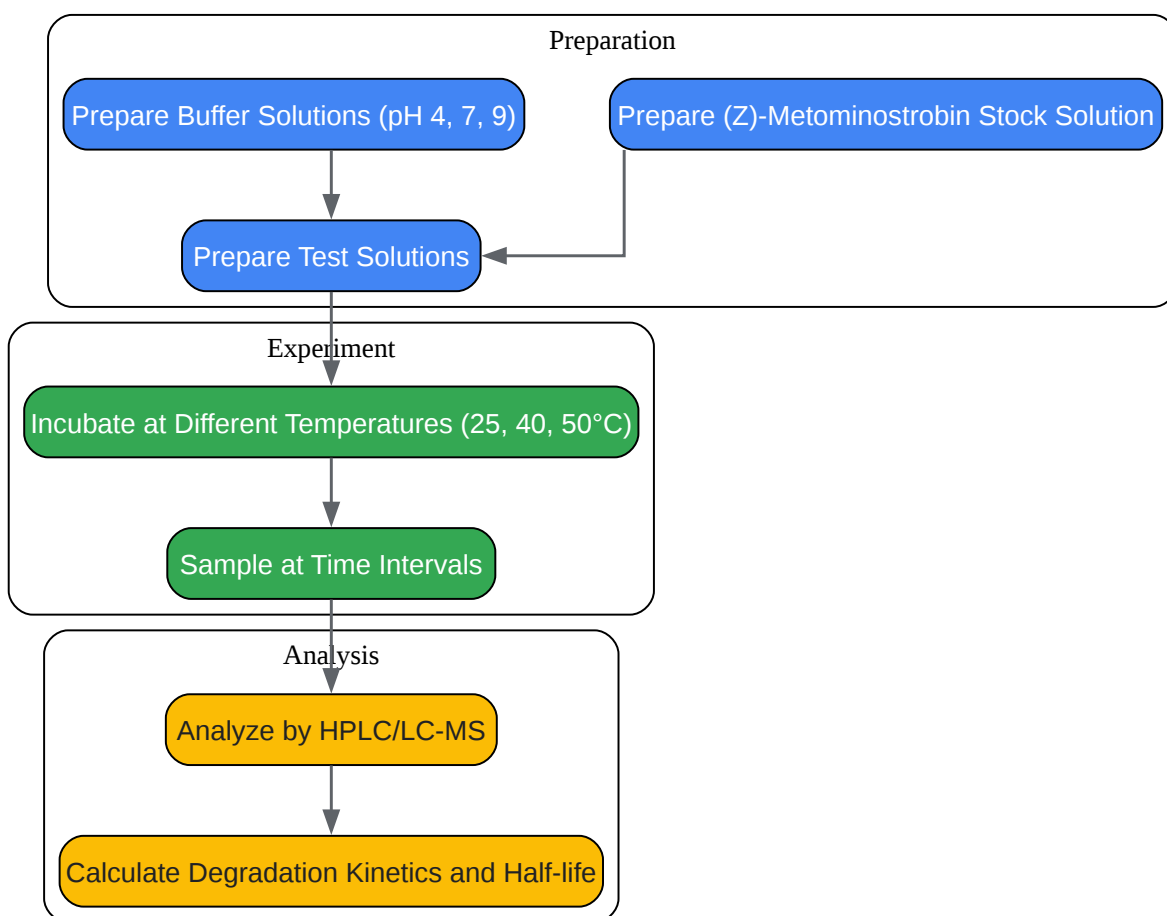 Preparation
Prepare Buffer Solutions (pH 4, 7, 9)
Prepare (Z)-Metominostrobin Stock Solution
Prepare Test Solutions
Experiment
Incubate at Different Temperatures (25, 40, 50°C)
Sample at Time Intervals
Analysis
Analyze by HPLC/LC-MS
Calculate Degradation Kinetics and Half-life